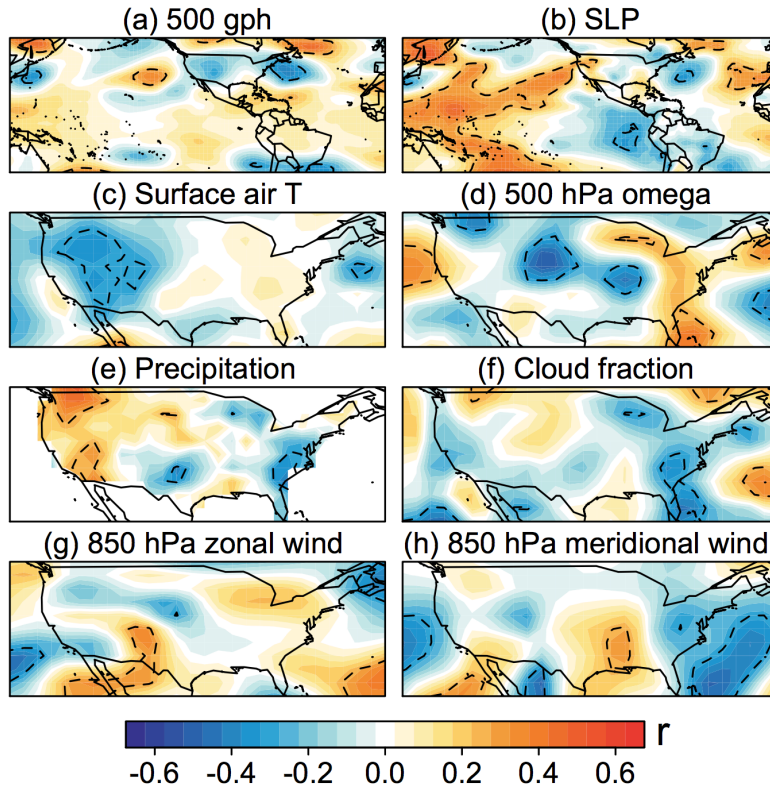 (a) 500 gph
(b) SLP
(c) Surface air T
(d) 500 hPa omega
(e) Precipitation
(f) Cloud fraction
(g) 850 hPa zonal wind
(h) 850 hPa meridional wind
r
-0.6 -0.4 -0.2 0.0 0.2 0.4 0.6